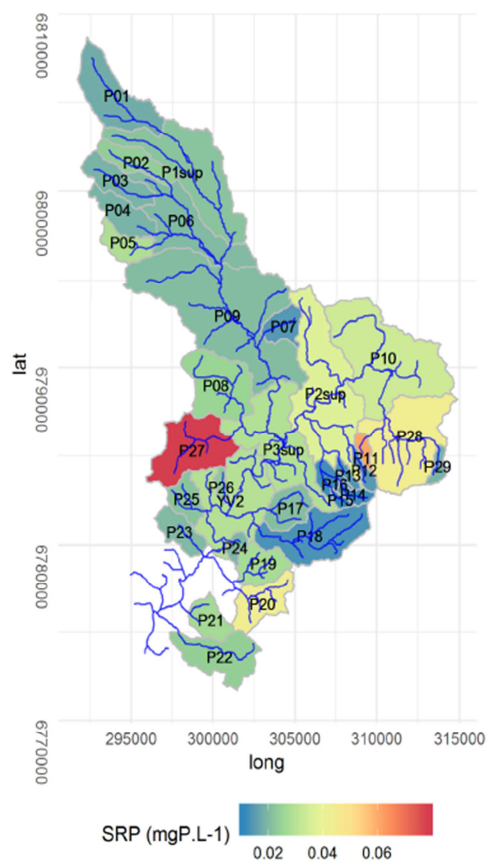 6810000
P01
P02
P1sup
P03
P04
P06
P05
6800000
P09
P07
lat
P10
6790000
P08
P2sup
P28
P27
P3sup
P11
P12
P29
P13
P16
P14
P15
P26
YV2
P25
P17
P18
P23
P24
6780000
P19
P20
P21
P22
6770000
295000 300000 305000 310000 315000
long
SRP (mgP.L-1)
0.02 0.04 0.06